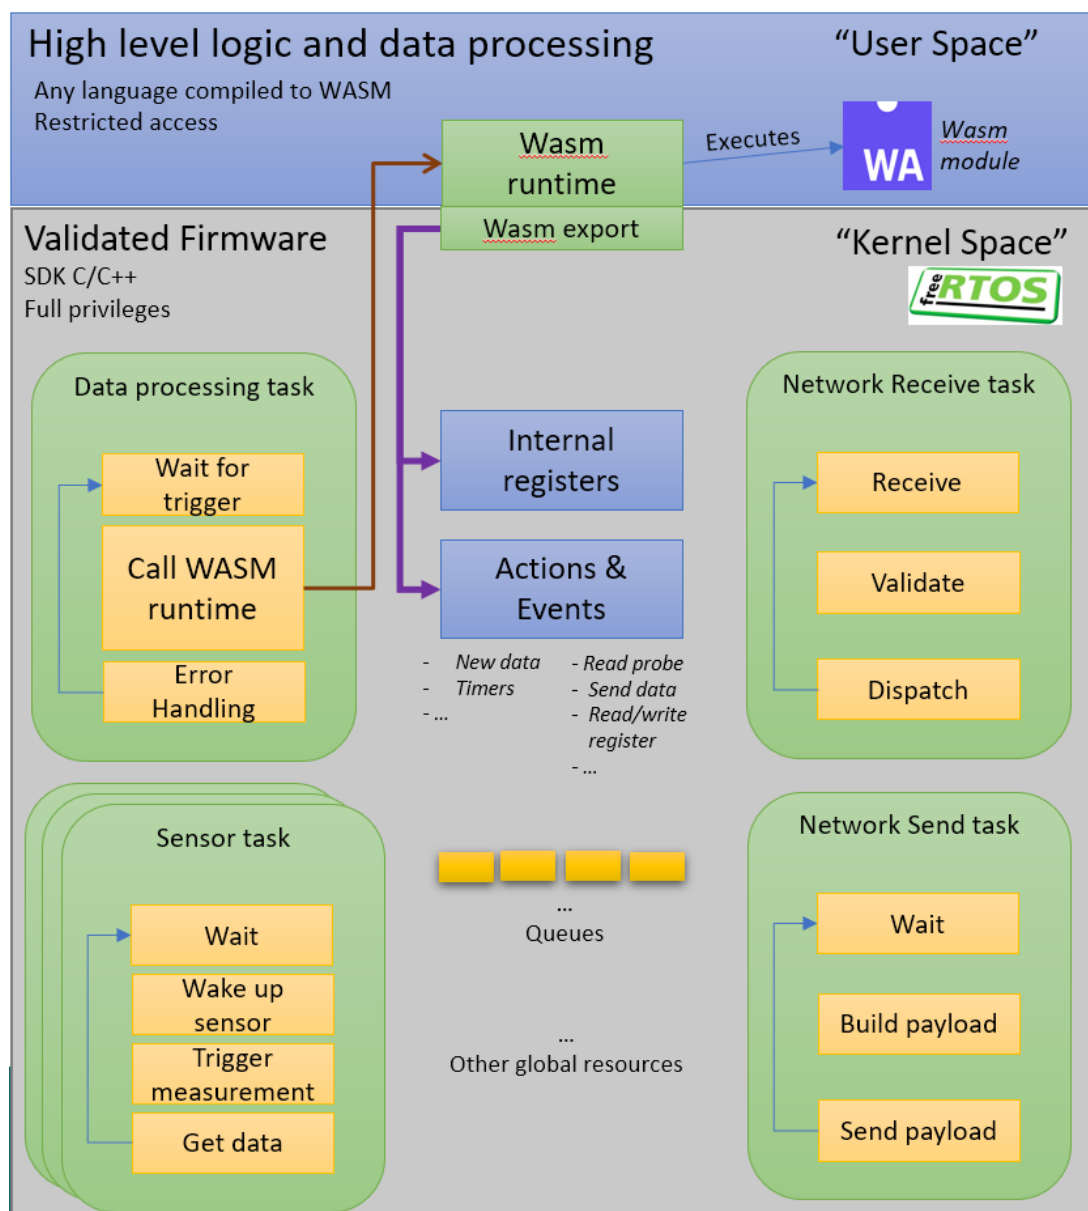 High level logic and data processing
"User Space"
Any language compiled to WASM
Restricted access
Wasm
runtime
Executes
WA
Wasm
module
Wasm export
Validated Firmware
SDK C/C++
Full privileges
"Kernel Space"
free
RTOS
Data processing task
Wait for
trigger
Call WASM
runtime
Error
Handling
Internal
registers
Actions &
Events
- New data
- Timers
- ...
- Read probe
- Send data
- Read/write
register
- ...
Network Receive task
Receive
Validate
Dispatch
Sensor task
Wait
Wake up
sensor
Trigger
measurement
Get data
...
Queues
...
Other global resources
Network Send task
Wait
Build payload
Send payload